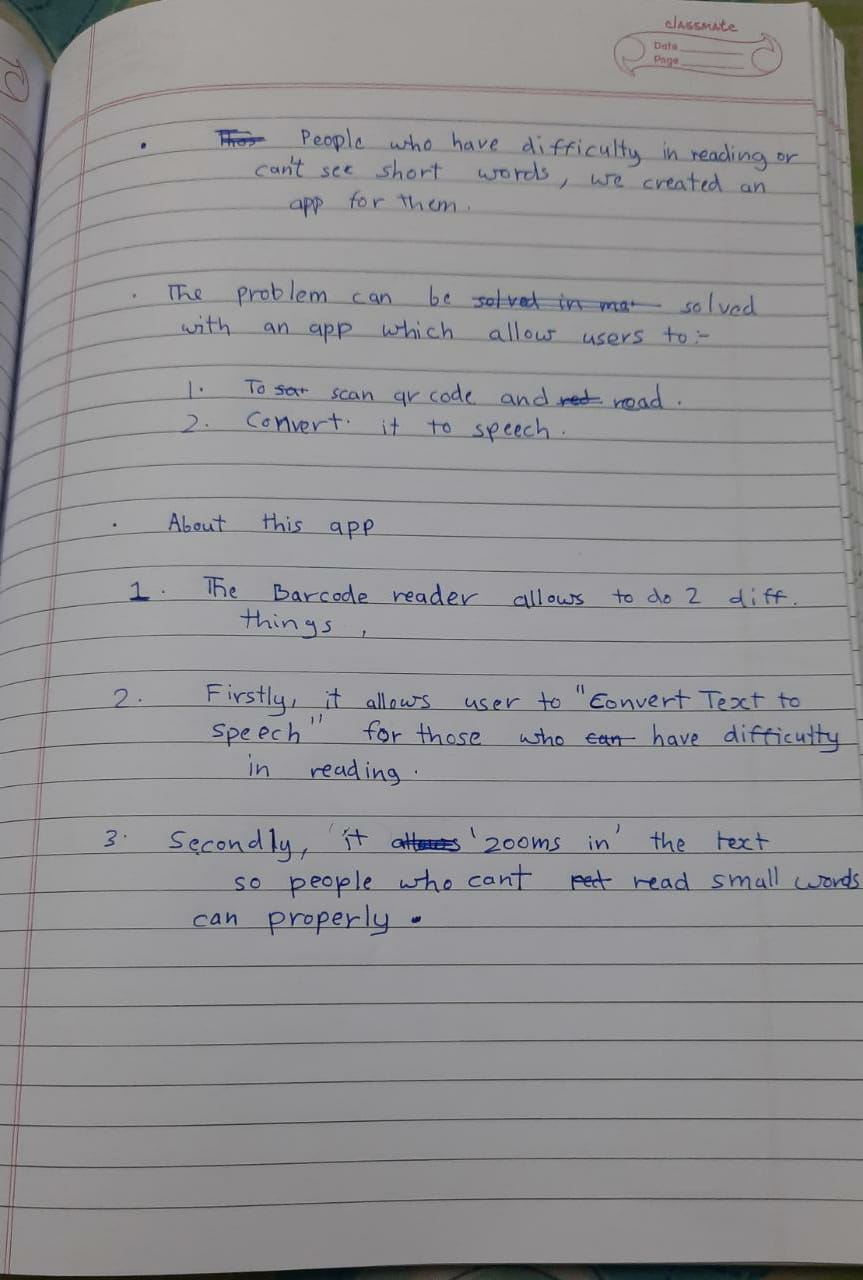 classmate
Date
Page
• People who have difficulty in reading or
can't see short words, we created an
app for them.
• The problem can be solved in ma solved
with an app which allow users to :-
1. To sat scan qr code and red read.
2. Convert it to speech.
• About this app
1. The Barcode reader allows to do 2 diff.
things,
2. Firstly, it allows user to "Convert Text to
speech" for those who can have difficulty
in reading.
3. Secondly, it allows 'zooms in' the text
so people who cant read small words
can properly.